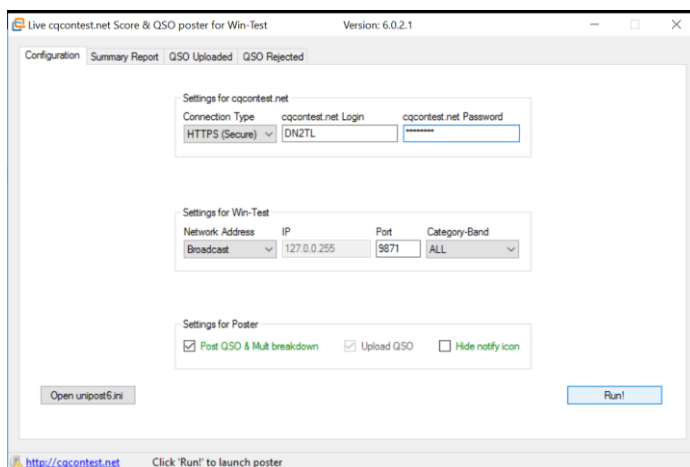 Live cqcontest.net Score & QSO poster for Win-Test Version: 6.0.2.1
Configuration Summary Report QSO Uploaded QSO Rejected
Settings for cqcontest.net
Connection Type cqcontest.net Login cqcontest.net Password
HTTPS (Secure) DN2TL ********
Settings for Win-Test
Network Address IP Port Category-Band
Broadcast 127.0.0.255 9871 ALL
Settings for Poster
Post QSO & Mult breakdown Upload QSO Hide notify icon
Open unipost6.ini Run!
http://cqcontest.net Click 'Run!' to launch poster